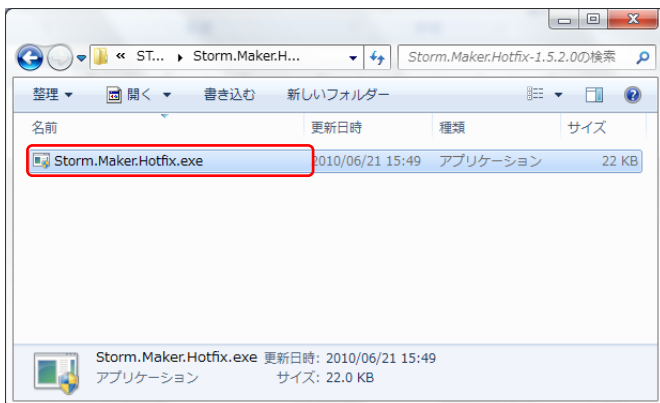 « ST... ▸ Storm.Maker.H... Storm.Maker.Hotfix-1.5.2.0の検索
整理 ▼ 開く ▼ 書き込む 新しいフォルダー
名前 更新日時 種類 サイズ
Storm.Maker.Hotfix.exe 2010/06/21 15:49 アプリケーション 22 KB
Storm.Maker.Hotfix.exe 更新日時: 2010/06/21 15:49
アプリケーション サイズ: 22.0 KB